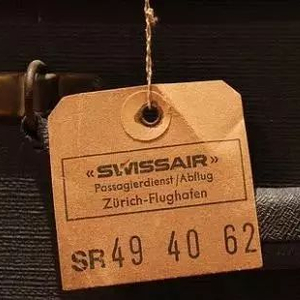 « SWISSAIR »
Passagierdienst/Abflug
Zürich-Flughafen
SR 49 40 62